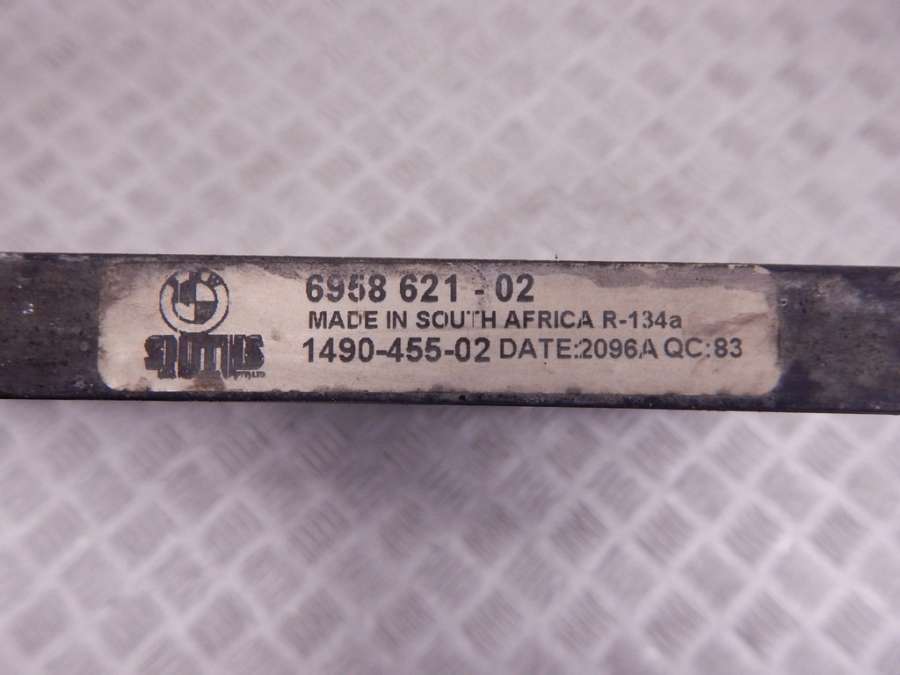 6958 621 - 02
MADE IN SOUTH AFRICA R-134a
1490-455-02 DATE:2096A QC:83